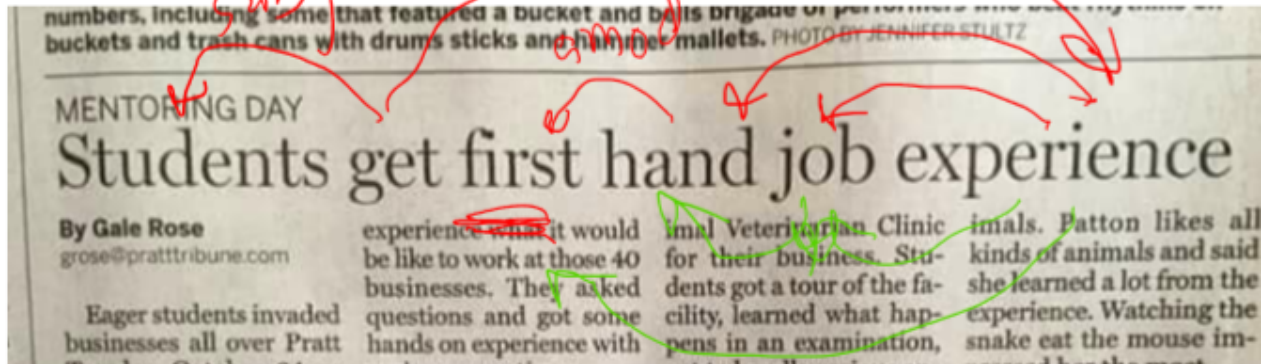 numbers, including some that featured a bucket and bells brigade of performers who
buckets and trash cans with drums sticks and hammer mallets. PHOTO BY JENNIFER STULTZ
amod
MENTORING DAY
Students get first hand job experience
By Gale Rose
grose@pratttribune.com
Eager students invaded
businesses all over Pratt
experience what it would
be like to work at those 40
businesses. They asked
questions and got some
hands on experience with
imal Veterinarian Clinic
for their business. Stu-
dents got a tour of the fa-
cility, learned what hap-
pens in an examination,
imals. Patton likes all
kinds of animals and said
she learned a lot from the
experience. Watching the
snake eat the mouse im-